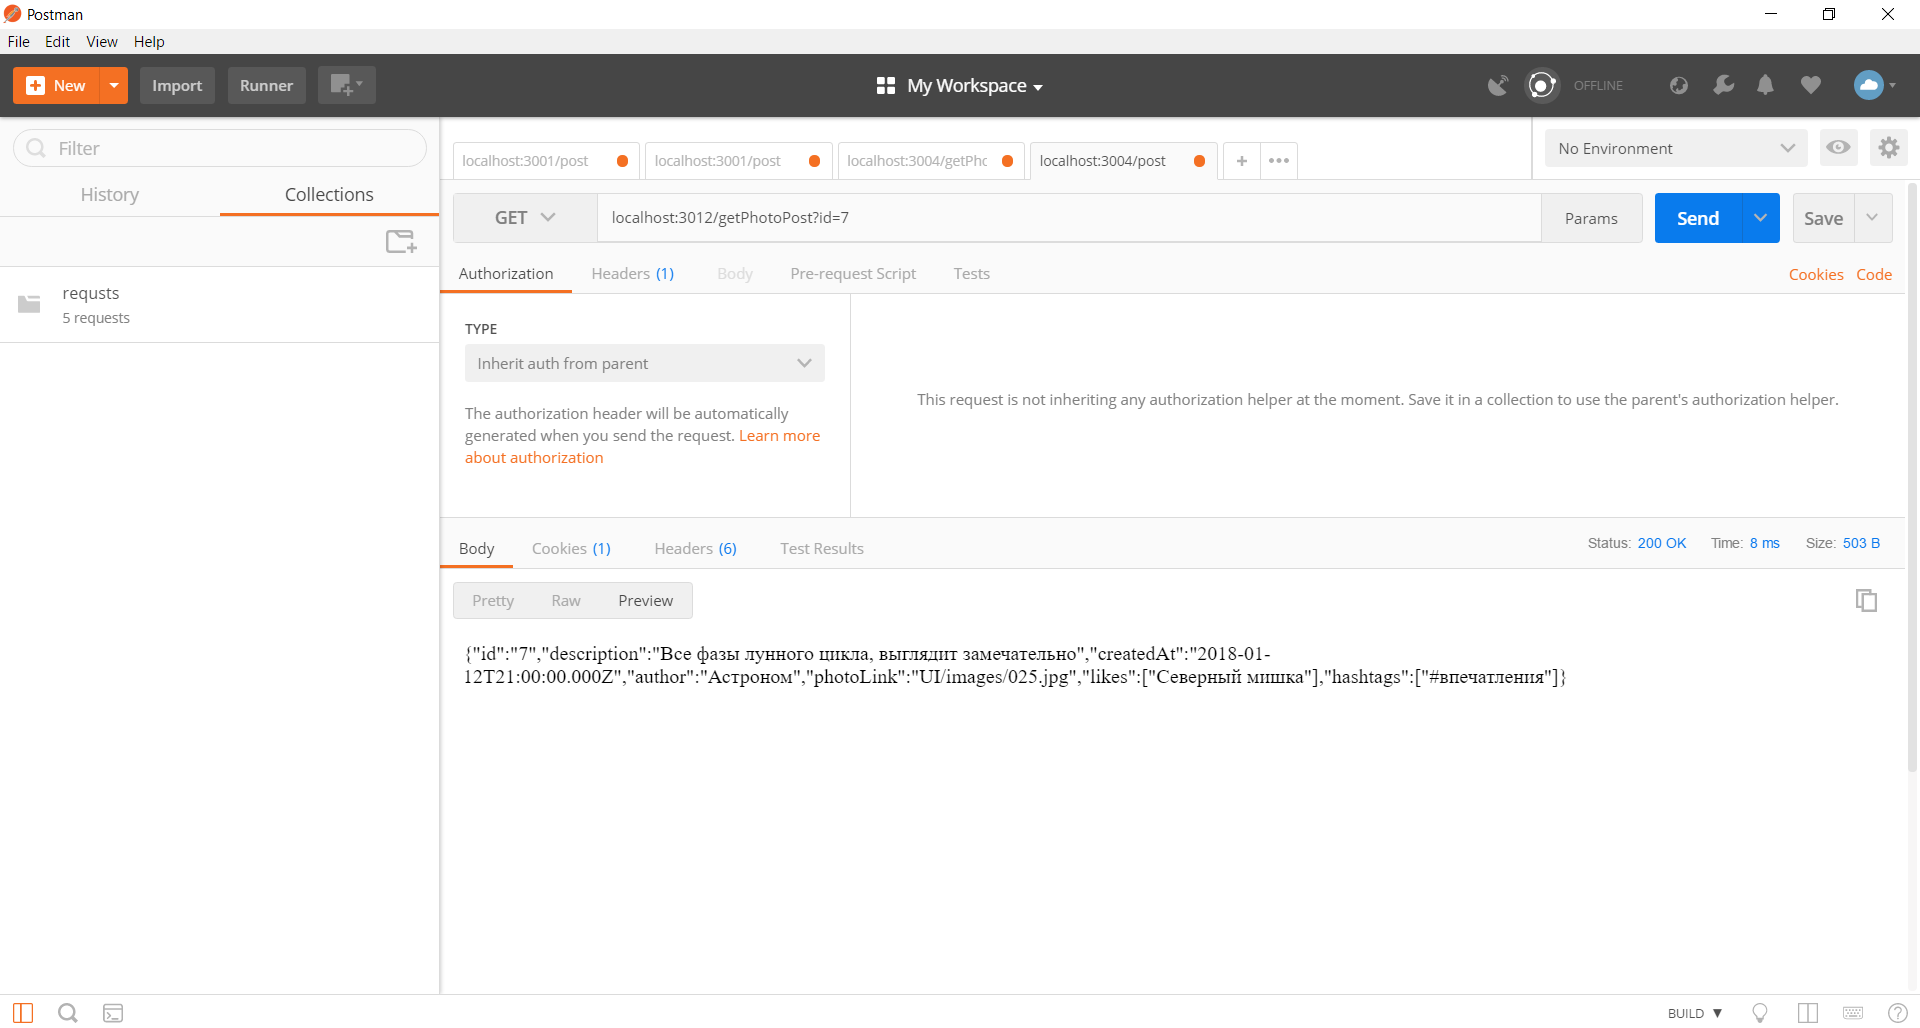 Postman
File Edit View Help
New Import Runner My Workspace OFFLINE
Filter
History Collections
requsts
5 requests
localhost:3001/post localhost:3001/post localhost:3004/getPhc localhost:3004/post + ••• No Environment
GET localhost:3012/getPhotoPost?id=7 Params Send Save
Authorization Headers (1) Body Pre-request Script Tests Cookies Code
TYPE
Inherit auth from parent
The authorization header will be automatically
generated when you send the request. Learn more
about authorization
This request is not inheriting any authorization helper at the moment. Save it in a collection to use the parent's authorization helper.
Body Cookies (1) Headers (6) Test Results Status: 200 OK Time: 8 ms Size: 503 B
Pretty Raw Preview
{"id":"7","description":"Все фазы лунного цикла, выглядит замечательно","createdAt":"2018-01-
12T21:00:00.000Z","author":"Астроном","photoLink":"UI/images/025.jpg","likes":["Северный мишка"],"hashtags":["#впечатления"]}
BUILD ▼